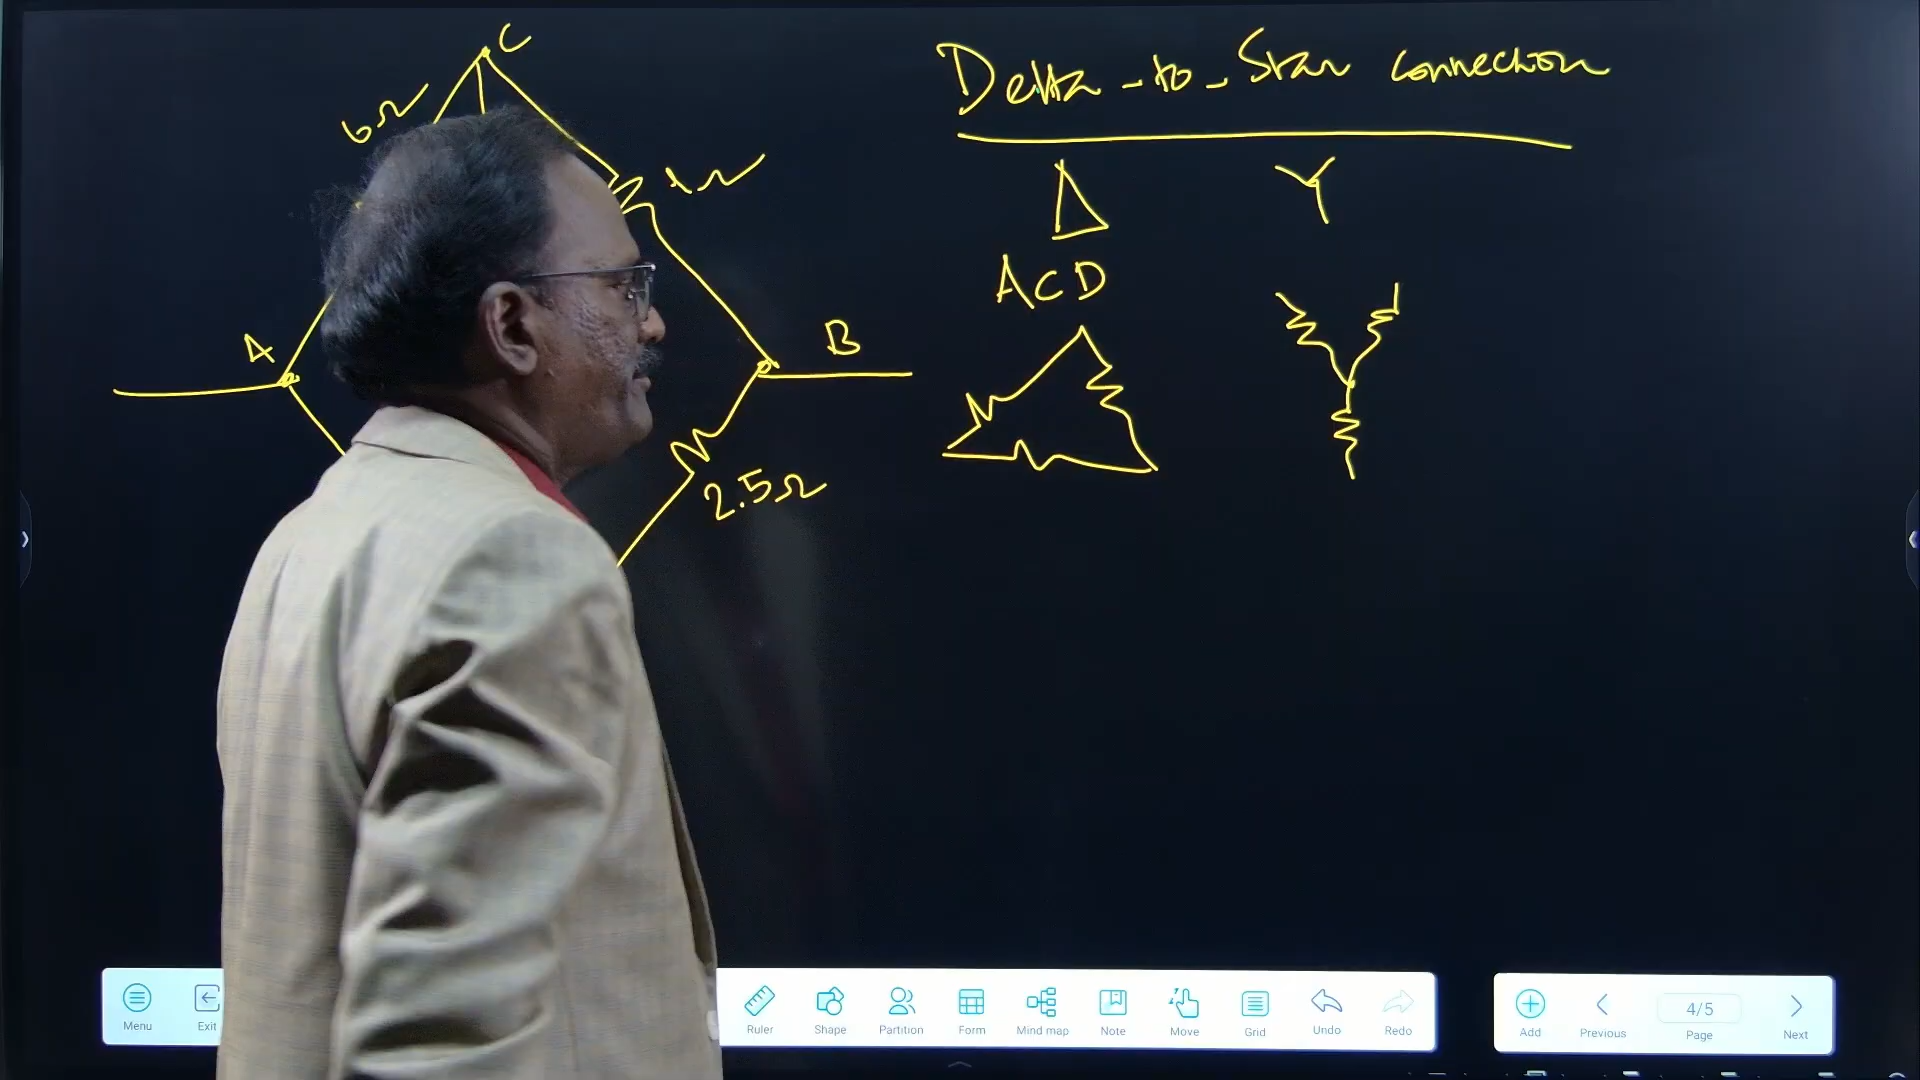 C
6Ω
1Ω
A
B
2.5Ω
Delta - to - Star connection
Δ Y
ACD
Menu
Exit
Ruler
Shape
Partition
Form
Mind map
Note
Move
Grid
Undo
Redo
Add
Previous
4/5
Page
Next